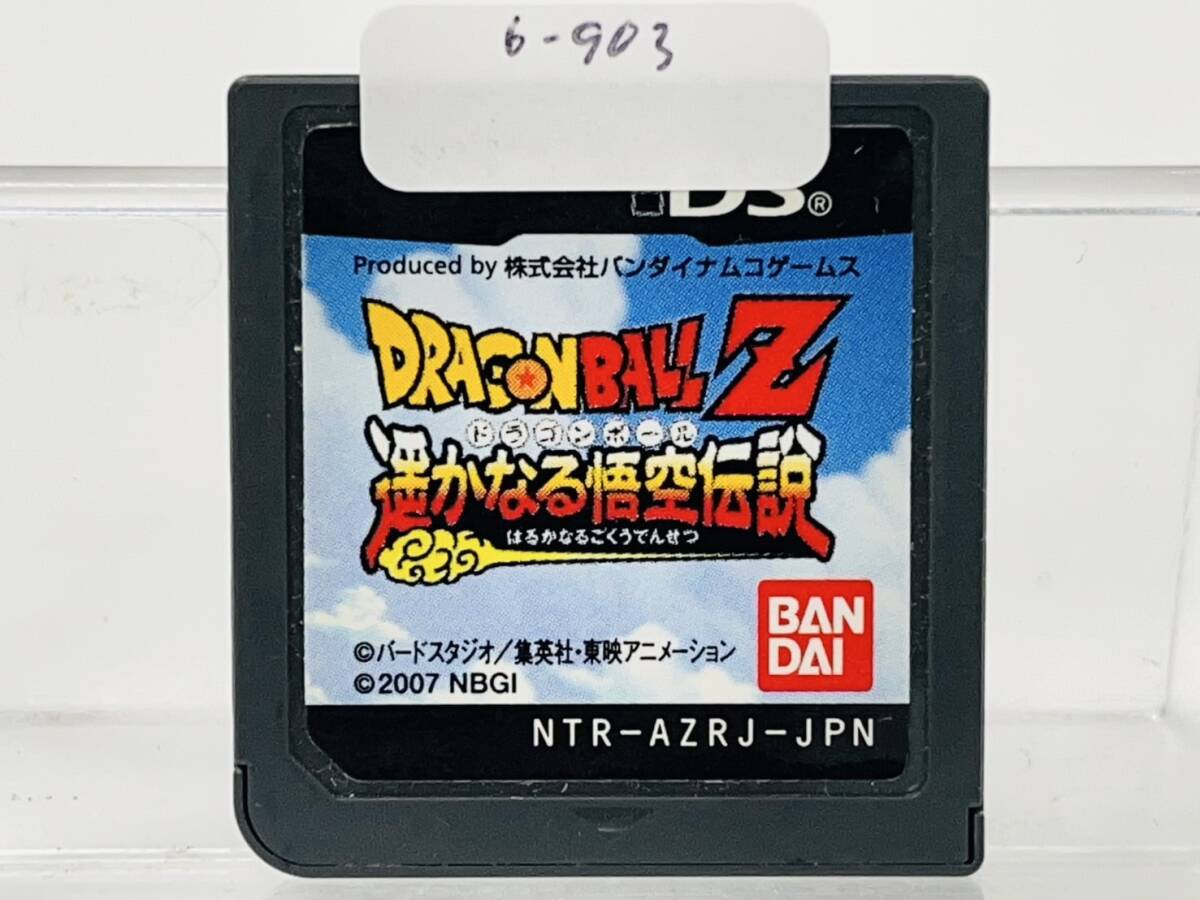 6-903
DS®
Produced by 株式会社バンダイナムコゲームス
DRAGON BALL Z
ドラゴンボール
遥かなる悟空伝説
はるかなるごくうでんせつ
BAN
DAI
©バードスタジオ/集英社・東映アニメーション
©2007 NBGI
NTR-AZRJ-JPN